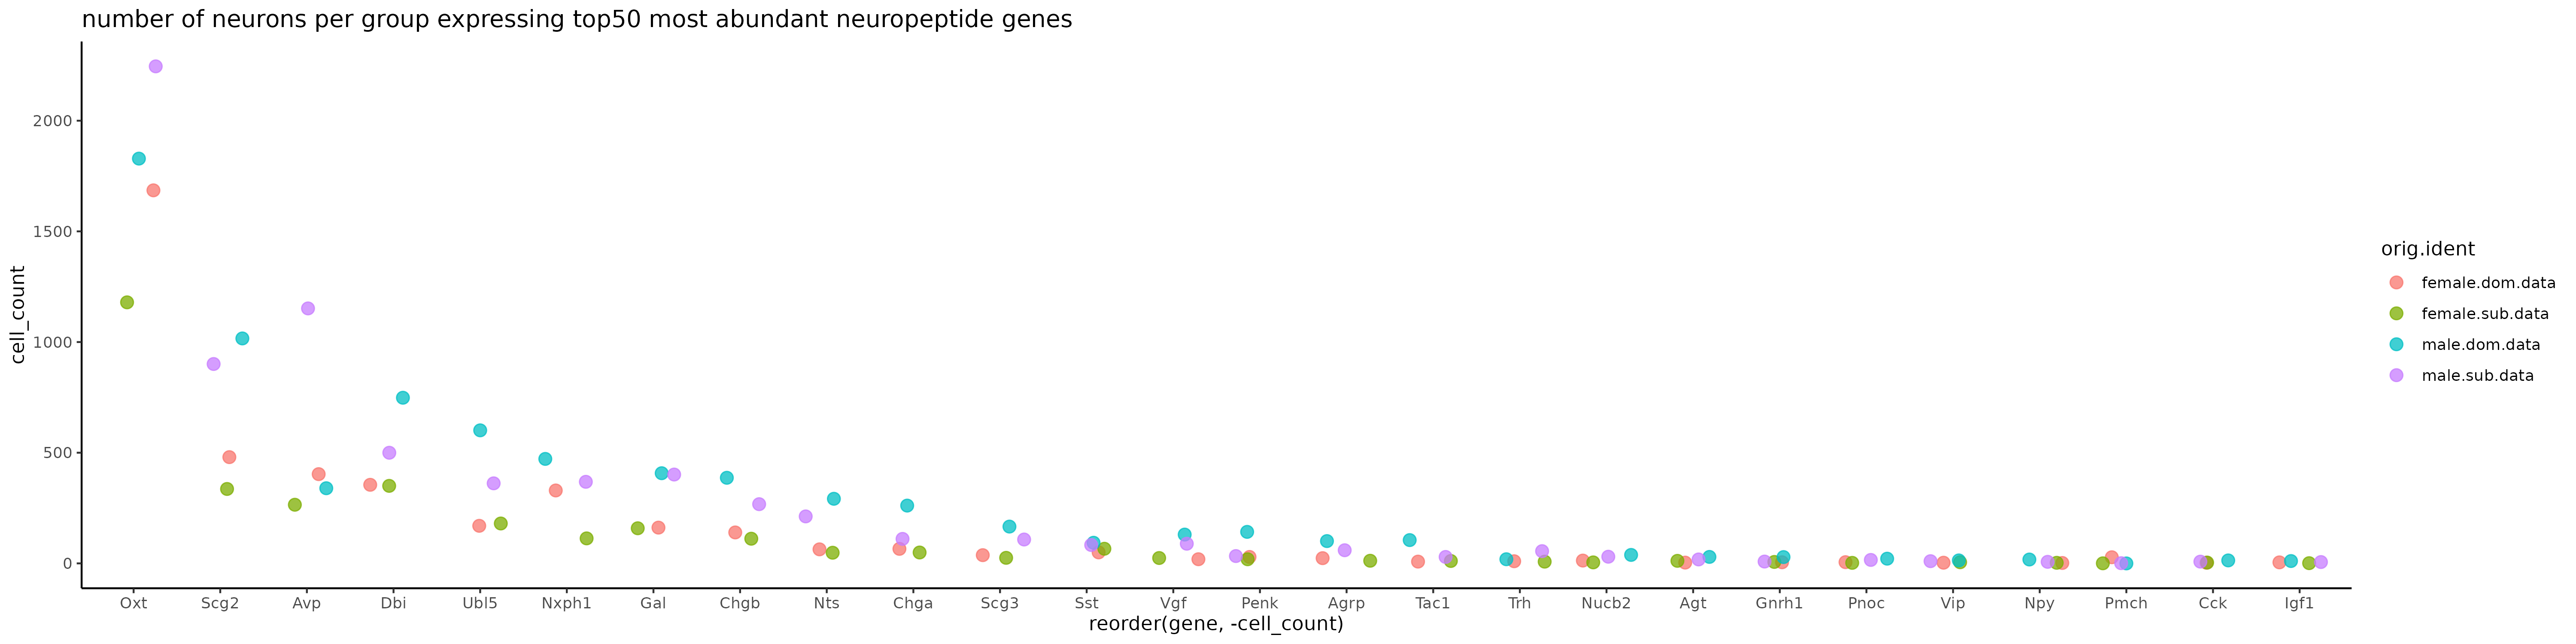 number of neurons per group expressing top50 most abundant neuropeptide genes
cell_count
2000
1500
1000
500
0
Oxt Scg2 Avp Dbi Ubl5 Nxph1 Gal Chgb Nts Chga Scg3 Sst Vgf Penk Agrp Tac1 Trh Nucb2 Agt Gnrh1 Pnoc Vip Npy Pmch Cck Igf1
reorder(gene, -cell_count)
orig.ident
female.dom.data
female.sub.data
male.dom.data
male.sub.data